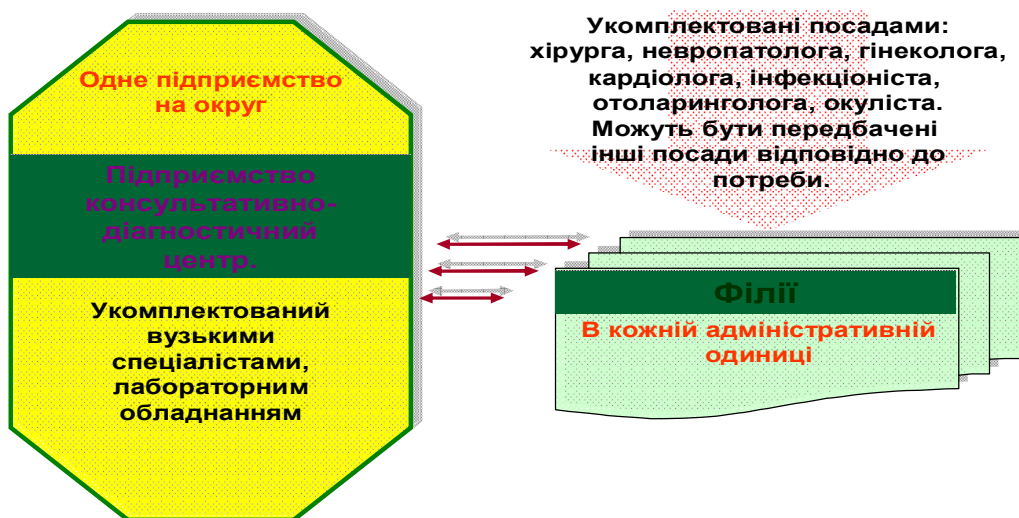 Одне підприємство
на округ
Підприємство
консультативно-
діагностичний
центр.
Укомплектований
вузькими
спеціалістами,
лабораторним
обладнанням
Укомплектовані посадами:
хірурга, невропатолога, гінеколога,
кардіолога, інфекціоніста,
отоларинголога, окуліста.
Можуть бути передбачені
інші посади відповідно до
потреби.
Філії
В кожній адміністративній
одиниці